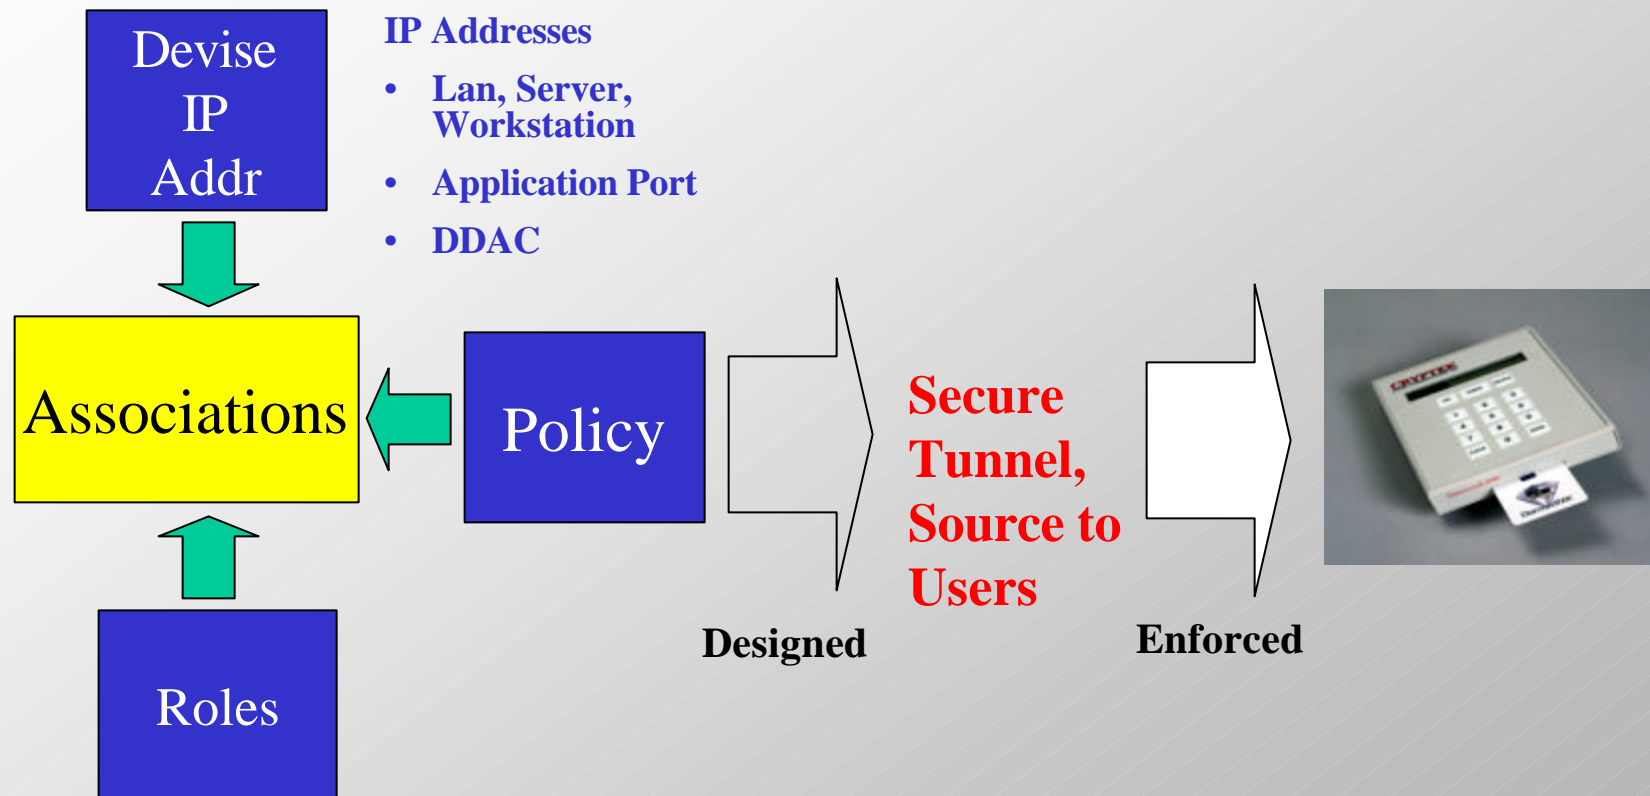 Devise
IP
Addr
IP Addresses
• Lan, Server,
Workstation
• Application Port
• DDAC
Associations
Policy
Secure
Tunnel,
Source to
Users
Designed
Enforced
CRYPTEK
Roles